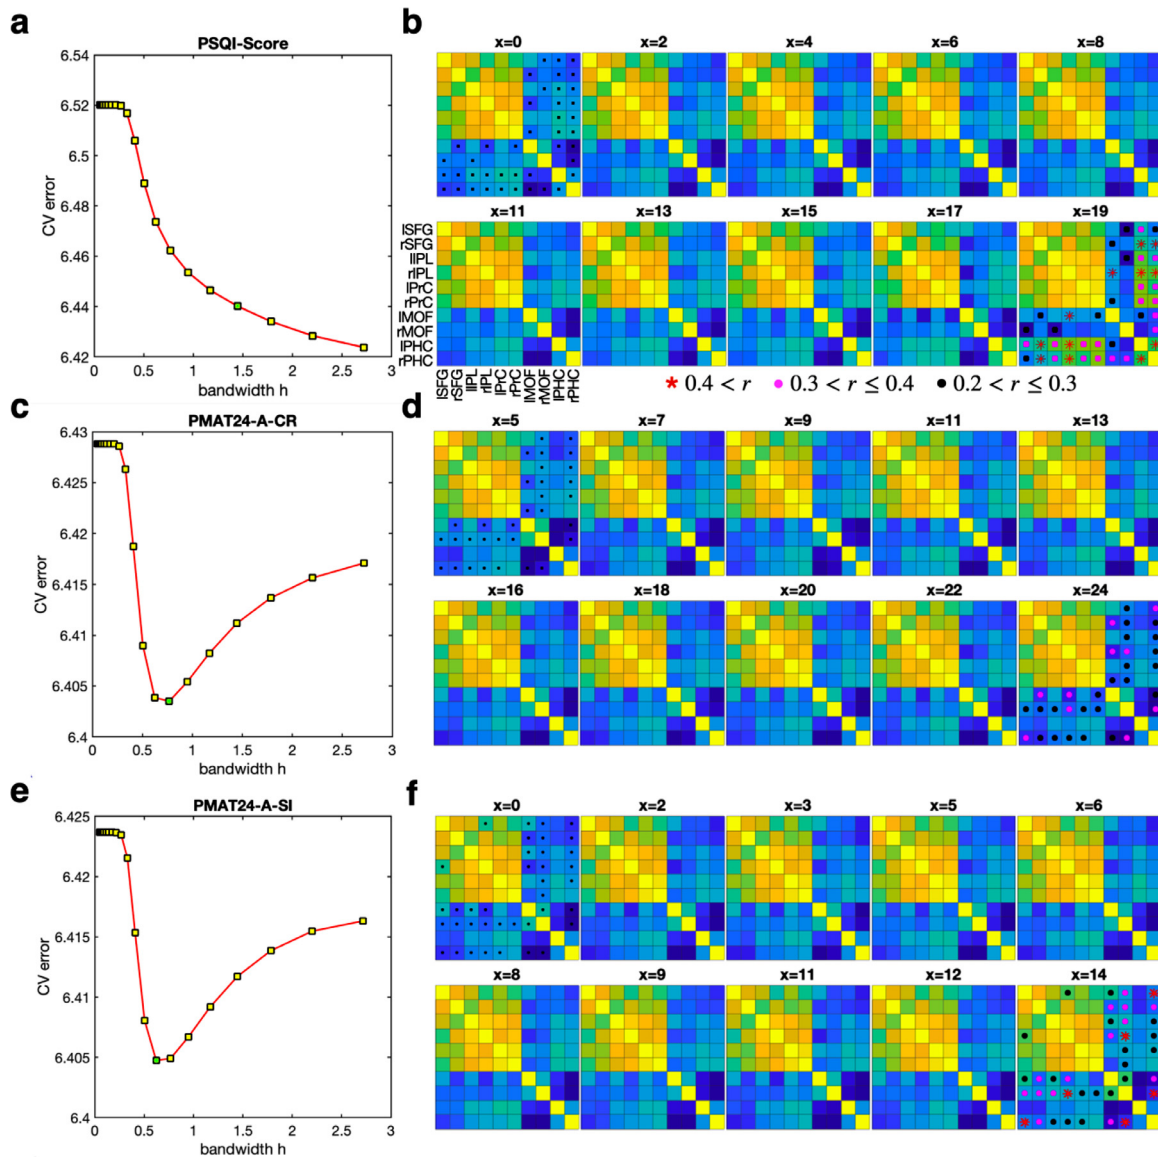 a
PSQI-Score
6.54
6.52
6.5
6.48
6.46
6.44
6.42
CV error
0 0.5 1 1.5 2 2.5 3
bandwidth h
b
x=0 x=2 x=4 x=6 x=8
x=11 x=13 x=15 x=17 x=19
lSFG
rSFG
lIPL
rIPL
lPrC
rPrC
lMOF
rMOF
lPHC
rPHC
lSFG rSFG lIPL rIPL lPrC rPrC lMOF rMOF lPHC rPHC
* 0.4 < r ● 0.3 < r ≤ 0.4 ● 0.2 < r ≤ 0.3
c
PMAT24-A-CR
6.43
6.425
6.42
6.415
6.41
6.405
6.4
CV error
0 0.5 1 1.5 2 2.5 3
bandwidth h
d
x=5 x=7 x=9 x=11 x=13
x=16 x=18 x=20 x=22 x=24
e
PMAT24-A-SI
6.425
6.42
6.415
6.41
6.405
6.4
CV error
0 0.5 1 1.5 2 2.5 3
bandwidth h
f
x=0 x=2 x=3 x=5 x=6
x=8 x=9 x=11 x=12 x=14